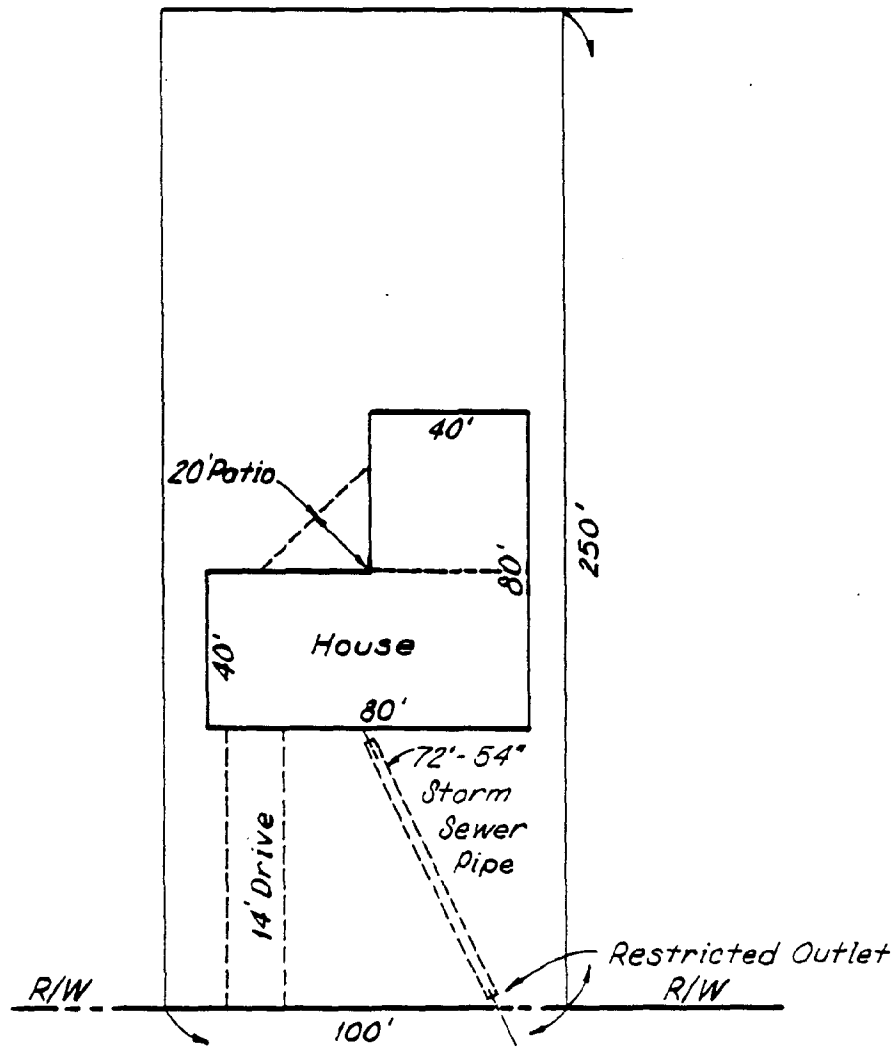 40'
20' Patio
250'
80'
40'
House
80'
72'-54"
Storm
Sewer
Pipe
14' Drive
Restricted Outlet
R/W
R/W
100'